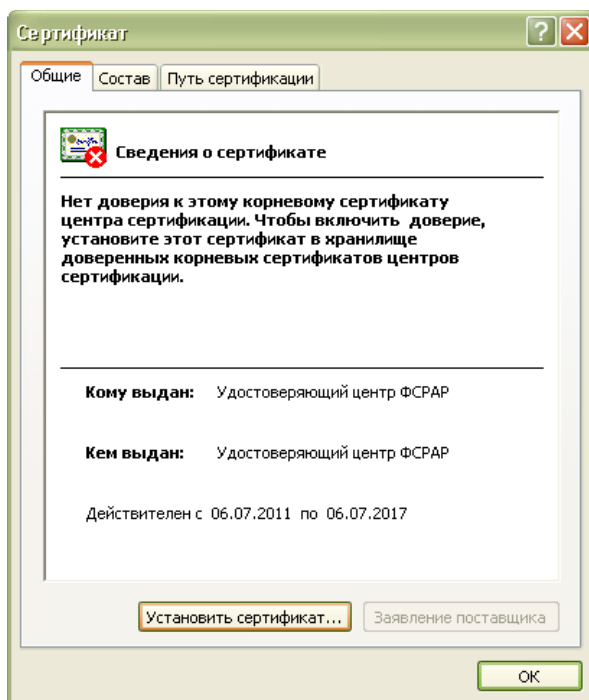 Сертификат
Общие Состав Путь сертификации
Сведения о сертификате
Нет доверия к этому корневому сертификату
центра сертификации. Чтобы включить доверие,
установите этот сертификат в хранилище
доверенных корневых сертификатов центров
сертификации.
Кому выдан: Удостоверяющий центр ФСРАР
Кем выдан: Удостоверяющий центр ФСРАР
Действителен с 06.07.2011 по 06.07.2017
Установить сертификат... Заявление поставщика
ОК